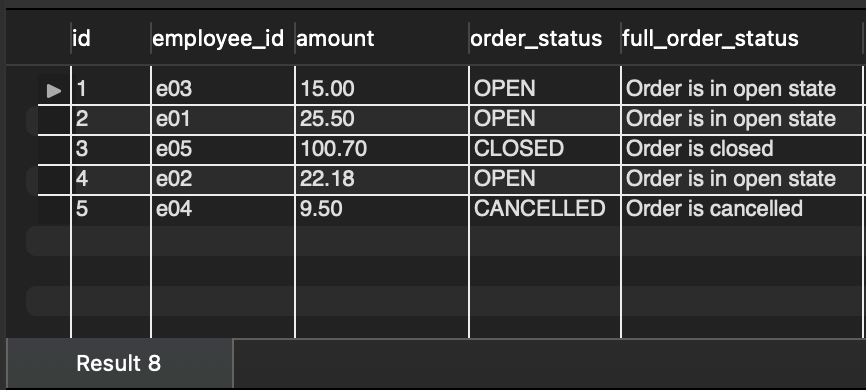 id employee_id amount order_status full_order_status
1 e03 15.00 OPEN Order is in open state
2 e01 25.50 OPEN Order is in open state
3 e05 100.70 CLOSED Order is closed
4 e02 22.18 OPEN Order is in open state
5 e04 9.50 CANCELLED Order is cancelled
Result 8